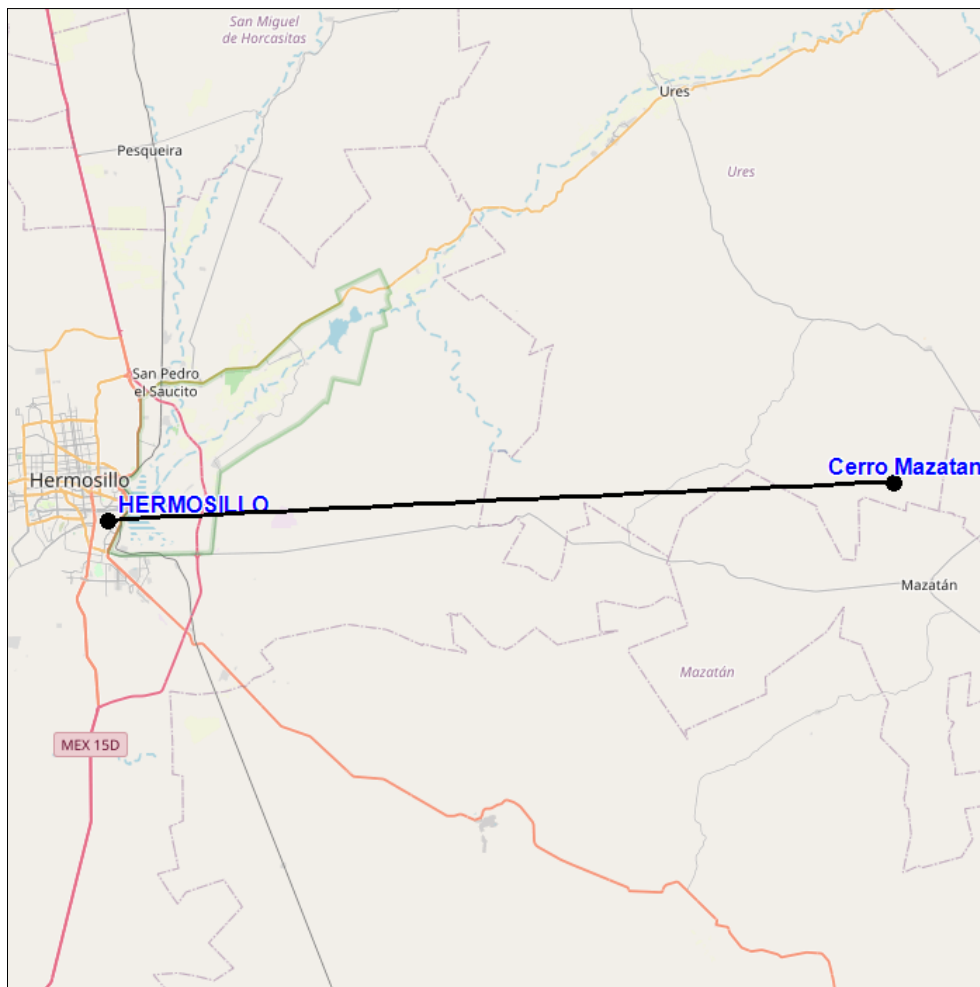 San Miguel
de Horcasitas
Ures
Pesqueira
Ures
San Pedro
el Saucito
Hermosillo
Cerro Mazatan
HERMOSILLO
Mazatán
Mazatán
MEX 15D